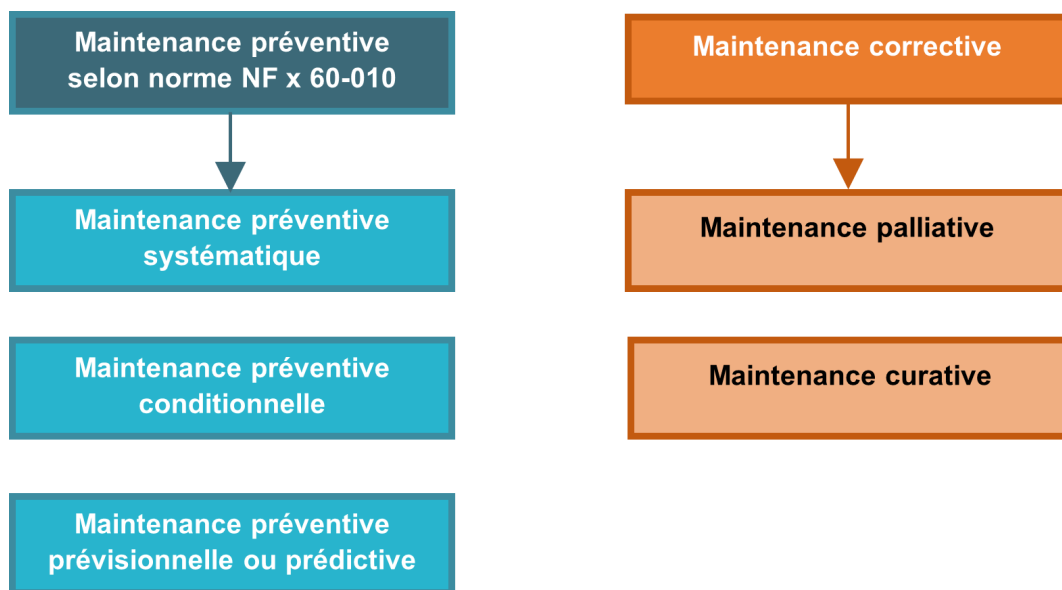 Maintenance préventive
selon norme NF x 60-010
Maintenance préventive
systématique
Maintenance préventive
conditionnelle
Maintenance préventive
prévisionnelle ou prédictive
Maintenance corrective
Maintenance palliative
Maintenance curative